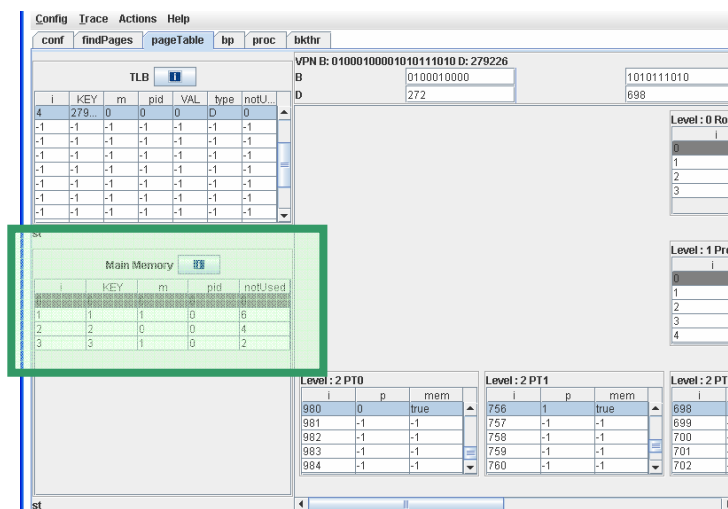 Config Trace Actions Help
conf findPages pageTable bp proc bkthr
VPN B: 01000100001010111010 D: 279226
TLB
B 0100010000 1010111010
D 272 698
i KEY m pid VAL type notU...
4 279... 0 0 0 D 0
-1 -1 -1 -1 -1 -1 -1
-1 -1 -1 -1 -1 -1 -1
-1 -1 -1 -1 -1 -1 -1
-1 -1 -1 -1 -1 -1 -1
-1 -1 -1 -1 -1 -1 -1
-1 -1 -1 -1 -1 -1 -1
-1 -1 -1 -1 -1 -1 -1
Level : 0 Ro
i
0
1
2
3
st
Main Memory
i KEY m pid notUsed
1 1 1 0 6
2 2 0 0 4
3 3 1 0 2
Level : 1 Pr
i
0
1
2
3
4
Level : 2 PT0
i p mem
980 0 true
981 -1 -1
982 -1 -1
983 -1 -1
984 -1 -1
Level : 2 PT1
i p mem
756 1 true
757 -1 -1
758 -1 -1
759 -1 -1
760 -1 -1
Level : 2 PT
i
698
699
700
701
702
st